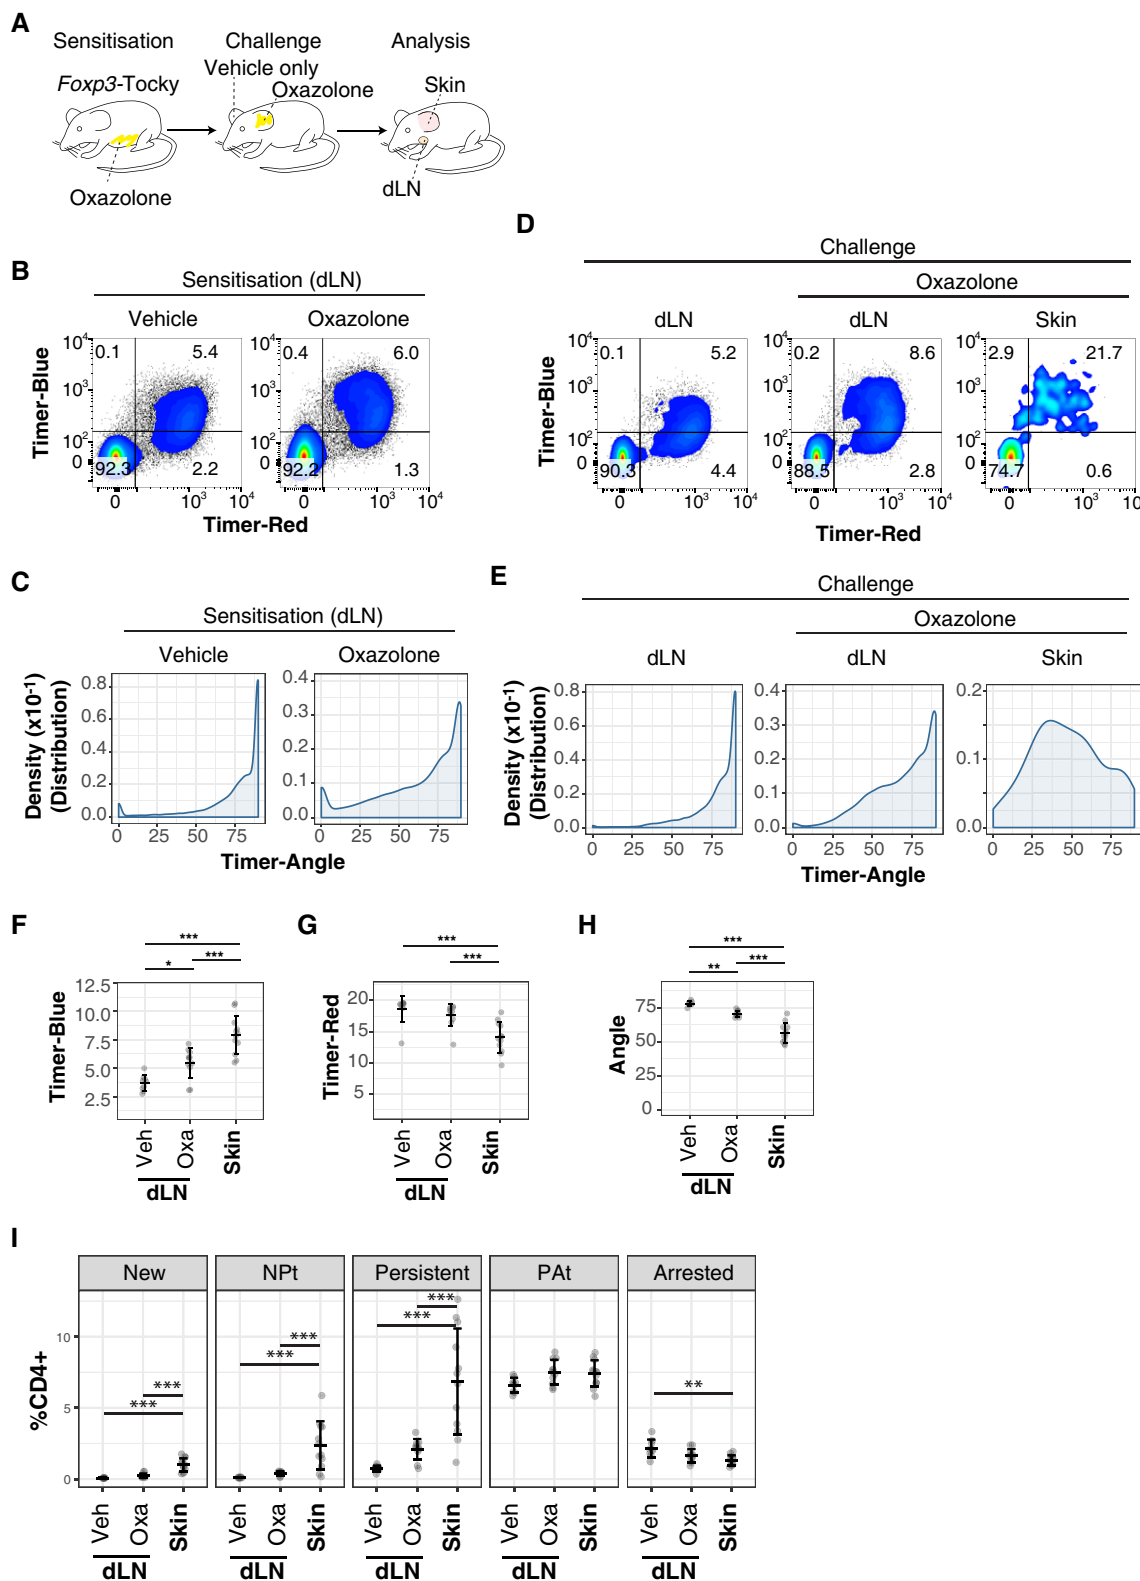 A
Sensitisation
Challenge
Analysis
Foxp3-Tocky
Vehicle only
Oxazolone
Skin
Oxazolone
dLN
B
Sensitisation (dLN)
Vehicle
Oxazolone
Timer-Blue
10⁴
10³
10²
0
0.1
5.4
92.3
2.2
0
10³
10⁴
10⁴
10³
10²
0
0.4
6.0
92.2
1.3
0
10³
10⁴
Timer-Red
D
Challenge
Oxazolone
dLN
dLN
Skin
Timer-Blue
10⁴
10³
10²
0
0.1
5.2
90.3
4.4
0
10³
10⁴
10⁴
10³
10²
0
0.2
8.6
88.5
2.8
0
10³
10⁴
10⁴
10³
10²
0
2.9
21.7
74.7
0.6
0
10³
10⁴
Timer-Red
C
Sensitisation (dLN)
Vehicle
Oxazolone
Density (x10⁻¹)
(Distribution)
0.8
0.6
0.4
0.2
0.0
0
25
50
75
0.4
0.3
0.2
0.1
0.0
0
25
50
75
Timer-Angle
E
Challenge
Oxazolone
dLN
dLN
Skin
Density (x10⁻¹)
(Distribution)
0.8
0.6
0.4
0.2
0.0
0
25
50
75
0.4
0.3
0.2
0.1
0.0
0
25
50
75
0.2
0.1
0.0
0
25
50
75
Timer-Angle
F
***
***
*
Timer-Blue
12.5
10.0
7.5
5.0
2.5
Veh
Oxa
Skin
dLN
G
***
***
Timer-Red
20
15
10
5
Veh
Oxa
Skin
dLN
H
***
***
**
Angle
75
50
25
0
Veh
Oxa
Skin
dLN
I
New
NPt
Persistent
PAt
Arrested
%CD4+
10
5
0
***
***
***
***
***
***
**
Veh
Oxa
Skin
dLN
Veh
Oxa
Skin
dLN
Veh
Oxa
Skin
dLN
Veh
Oxa
Skin
dLN
Veh
Oxa
Skin
dLN